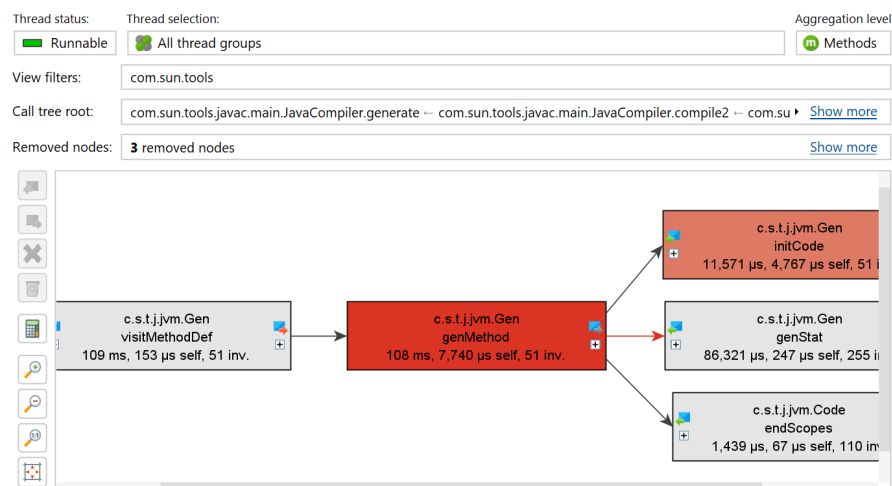 Thread status:
Thread selection:
Aggregation level
Runnable
All thread groups
m Methods
View filters:
com.sun.tools
Call tree root:
com.sun.tools.javac.main.JavaCompiler.generate ← com.sun.tools.javac.main.JavaCompiler.compile2 ← com.su
Show more
Removed nodes:
3 removed nodes
Show more
c.s.t.j.jvm.Gen
initCode
11,571 µs, 4,767 µs self, 51 i
c.s.t.j.jvm.Gen
visitMethodDef
109 ms, 153 µs self, 51 inv.
c.s.t.j.jvm.Gen
genMethod
108 ms, 7,740 µs self, 51 inv.
c.s.t.j.jvm.Gen
genStat
86,321 µs, 247 µs self, 255 i
c.s.t.j.jvm.Code
endScopes
1,439 µs, 67 µs self, 110 inv
1:1